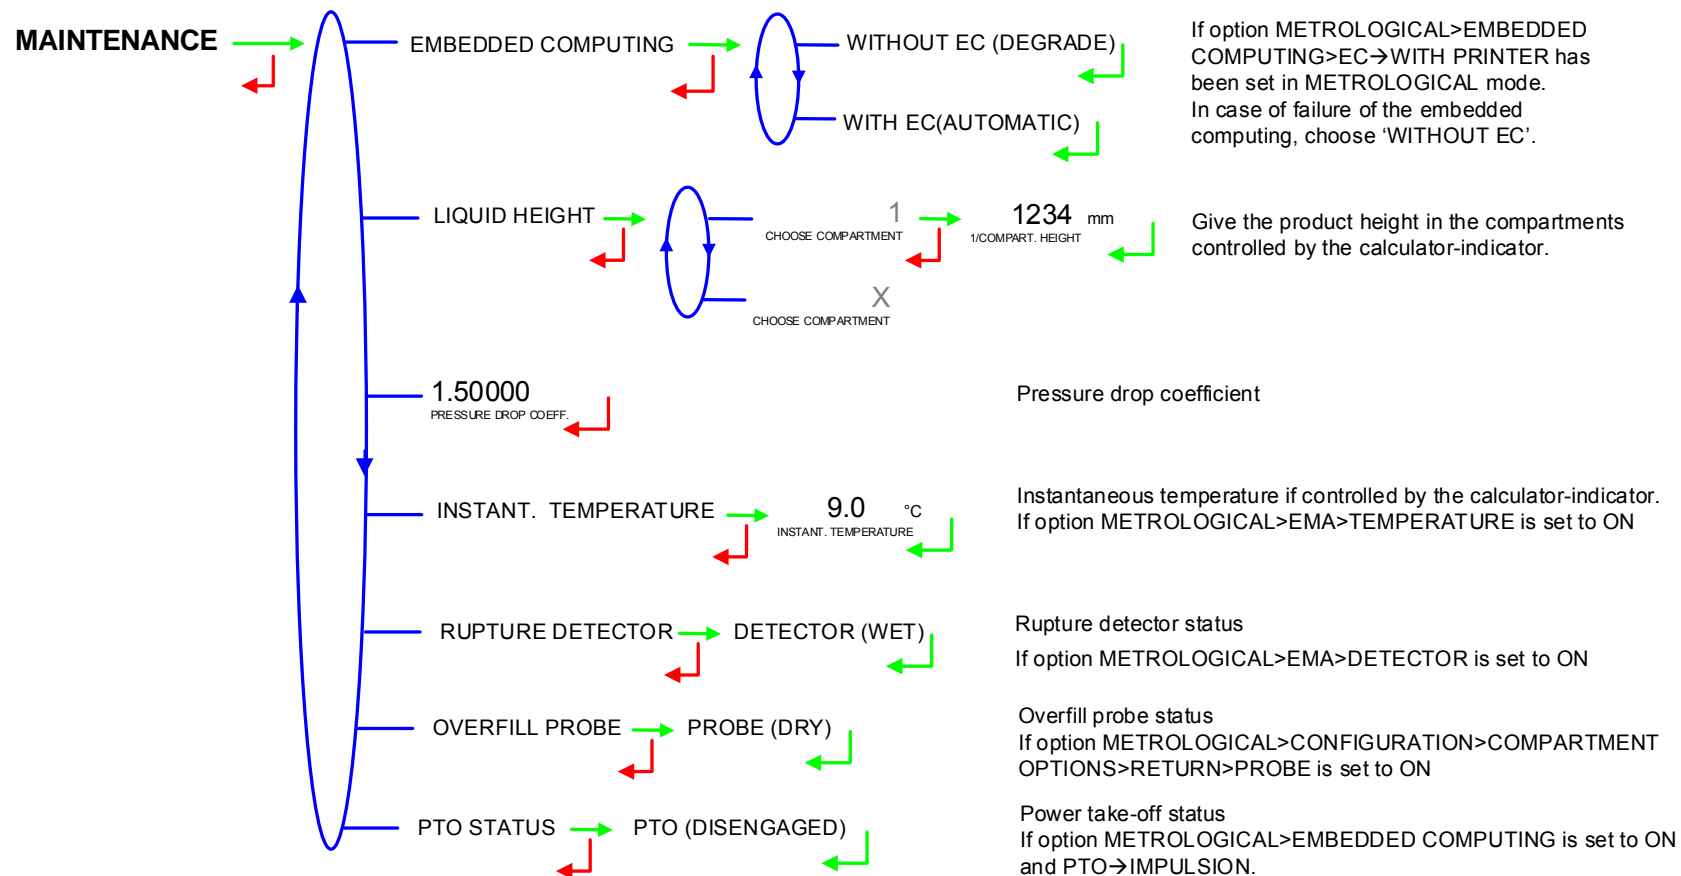 MAINTENANCE
EMBEDDED COMPUTING
WITHOUT EC (DEGRADE)
WITH EC(AUTOMATIC)
If option METROLOGICAL>EMBEDDED
COMPUTING>EC→WITH PRINTER has
been set in METROLOGICAL mode.
In case of failure of the embedded
computing, choose ‘WITHOUT EC’.
LIQUID HEIGHT
1
CHOOSE COMPARTMENT
1234 mm
1/COMPART. HEIGHT
X
CHOOSE COMPARTMENT
Give the product height in the compartments
controlled by the calculator-indicator.
1.50000
PRESSURE DROP COEFF.
Pressure drop coefficient
INSTANT. TEMPERATURE
9.0 °C
INSTANT. TEMPERATURE
Instantaneous temperature if controlled by the calculator-indicator.
If option METROLOGICAL>EMA>TEMPERATURE is set to ON
RUPTURE DETECTOR
DETECTOR (WET)
Rupture detector status
If option METROLOGICAL>EMA>DETECTOR is set to ON
OVERFILL PROBE
PROBE (DRY)
Overfill probe status
If option METROLOGICAL>CONFIGURATION>COMPARTMENT
OPTIONS>RETURN>PROBE is set to ON
PTO STATUS
PTO (DISENGAGED)
Power take-off status
If option METROLOGICAL>EMBEDDED COMPUTING is set to ON
and PTO→IMPULSION.